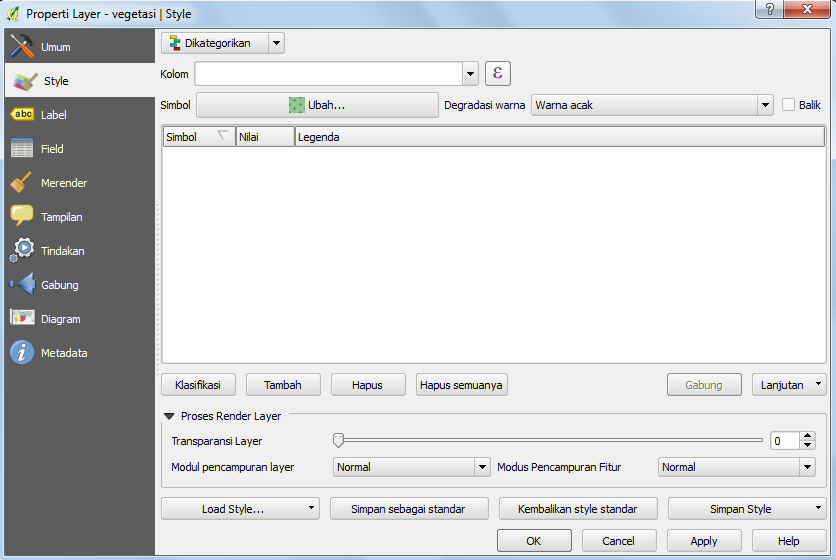 Properti Layer - vegetasi | Style
Umum
Style
abc Label
Field
Merender
Tampilan
Tindakan
Gabung
Diagram
Metadata
Dikategorikan
Kolom ε
Simbol Ubah... Degradasi warna Warna acak Balik
Simbol Nilai Legenda
Klasifikasi Tambah Hapus Hapus semuanya Gabung Lanjutan
Proses Render Layer
Transparansi Layer 0
Modul pencampuran layer Normal Modus Pencampuran Fitur Normal
Load Style... Simpan sebagai standar Kembalikan style standar Simpan Style
OK Cancel Apply Help